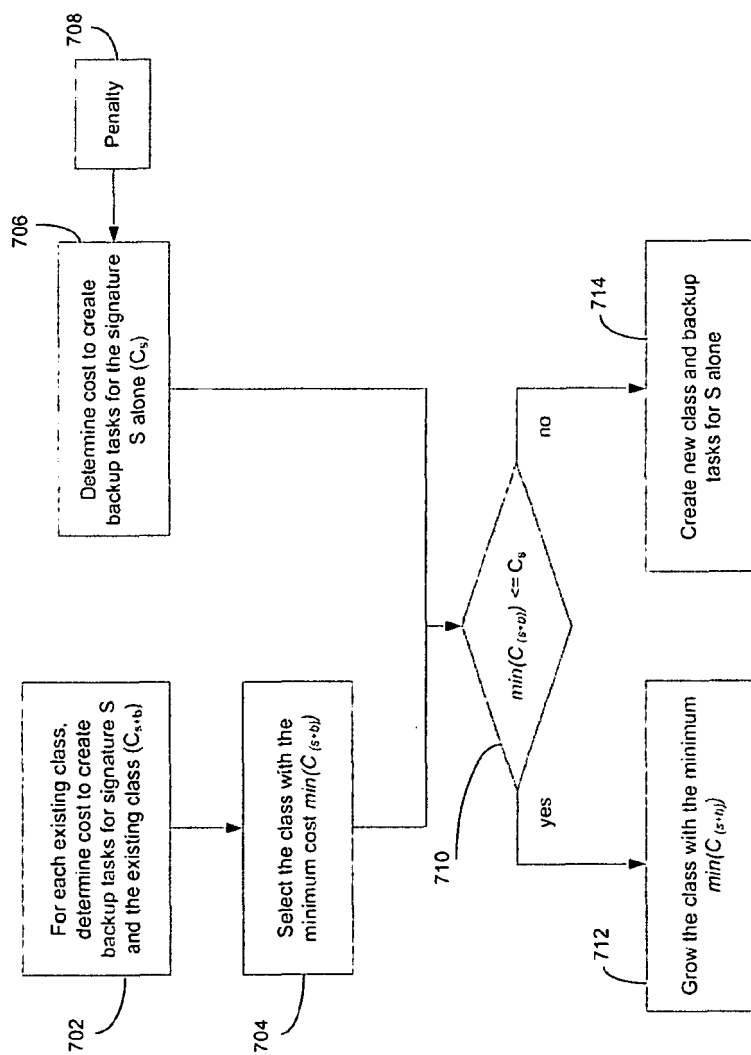 702
For each existing class,
determine cost to create
backup tasks for signature S
and the existing class (Cs+b)
704
Select the class with the
minimum cost min(C (s+b))
706
Determine cost to create
backup tasks for the signature
S alone (Cs)
708
Penalty
710
min(C (s+b)) <= Cs
yes
no
712
Grow the class with the minimum
min(C (s+b))
714
Create new class and backup
tasks for S alone